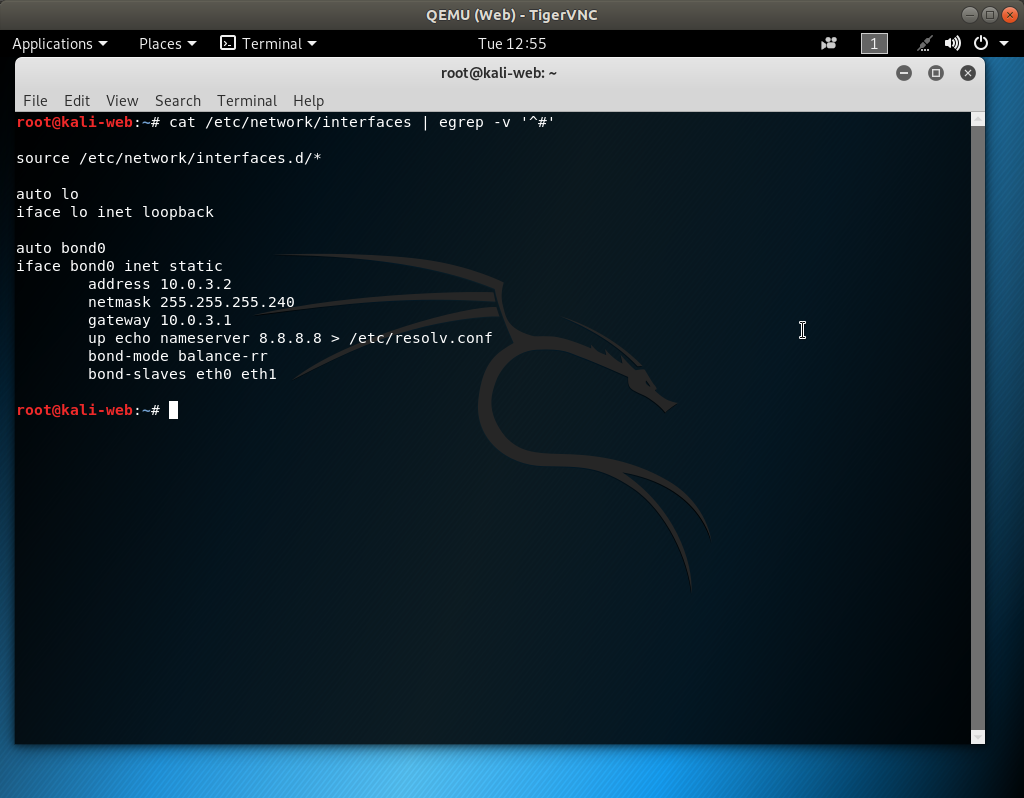 QEMU (Web) - TigerVNC
Applications Places Terminal Tue 12:55 1
root@kali-web: ~
File Edit View Search Terminal Help
root@kali-web:~# cat /etc/network/interfaces | egrep -v '^#'
source /etc/network/interfaces.d/*
auto lo
iface lo inet loopback
auto bond0
iface bond0 inet static
address 10.0.3.2
netmask 255.255.255.240
gateway 10.0.3.1
up echo nameserver 8.8.8.8 > /etc/resolv.conf
bond-mode balance-rr
bond-slaves eth0 eth1
root@kali-web:~#